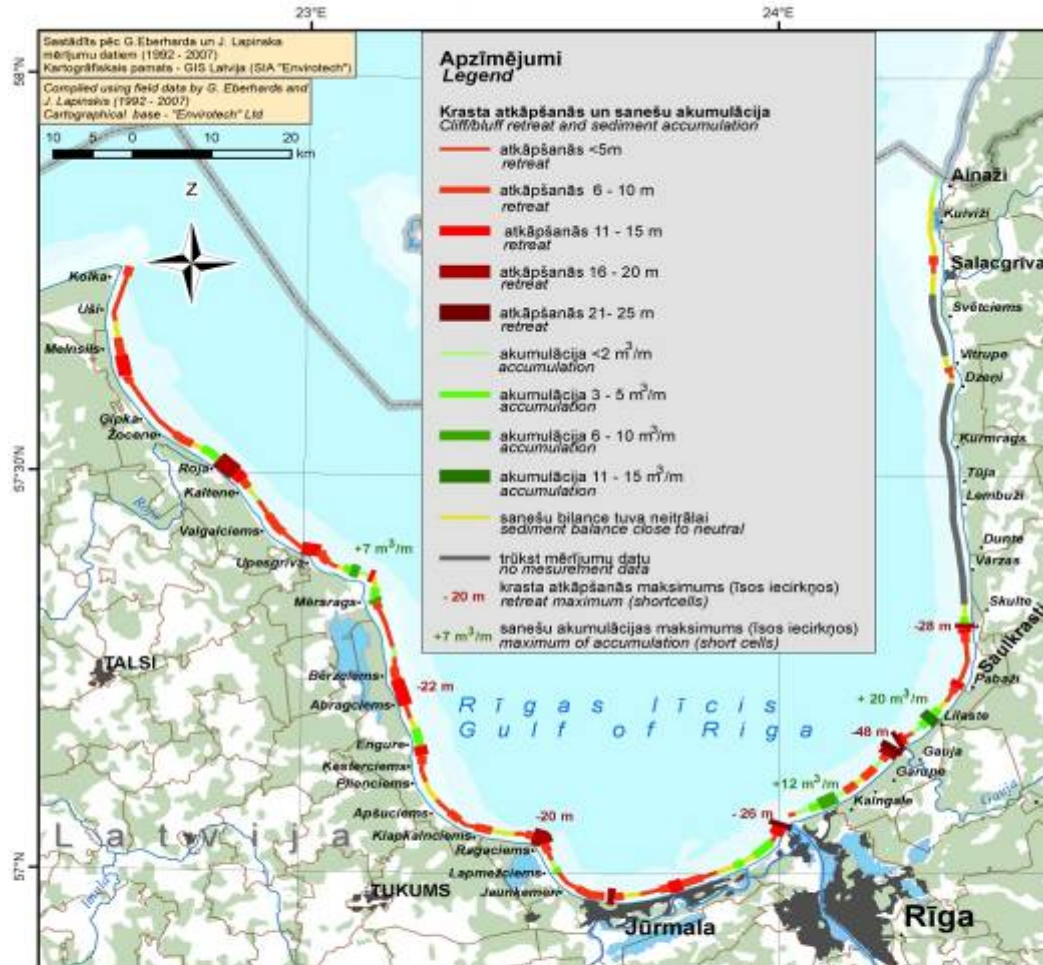 23°E
24°E
Sastādīts pēc G.Eberharda un J. Lapinska
mērījumu datiem (1992 - 2007)
Kartogrāfiskais pamats - GIS Latvija (SIA "Envirotech")
Compiled using field data by G. Eberhards and
J. Lapinskis (1992 - 2007)
Cartographical base - "Envirotech" Ltd
10 5 0 10 20
km
58°N
57°30'N
57°N
Z
Apzīmējumi
Legend
Krasta atkāpšanās un sanešu akumulācija
Cliff/bluff retreat and sediment accumulation
atkāpšanās <5m
retreat
atkāpšanās 6 - 10 m
retreat
atkāpšanās 11 - 15 m
retreat
atkāpšanās 16 - 20 m
retreat
atkāpšanās 21- 25 m
retreat
akumulācija <2 m³/m
accumulation
akumulācija 3 - 5 m³/m
accumulation
akumulācija 6 - 10 m³/m
accumulation
akumulācija 11 - 15 m³/m
accumulation
sanešu bilance tuva neitrālai
sediment balance close to neutral
trūkst mērījumu datu
no mesurement data
- 20 m krasta atkāpšanās maksimums (īsos iecirkņos)
retreat maximum (shortcells)
+7 m³/m sanešu akumulācijas maksimums (īsos iecirkņos)
maximum of accumulation (short cells)
Kolka
Uši
Melnsils
Ģipka
Žocene
Roja
Kaltene
Valgalciems
Upesgrīva
Mērsrags
Bērzciems
Abragciems
Engure
Ķesterciems
Plieņciems
Apšuciems
Klapkalnciems
Ragaciems
Lapmežciems
Jaunķemeri
TALSI
TUKUMS
Latvija
Jūrmala
Rīga
Rīgas līcis
Gulf of Riga
+7 m³/m
-22 m
-20 m
- 26 m
+12 m³/m
-48 m
+ 20 m³/m
-28 m
Ainaži
Kuiviži
Salacgrīva
Svētciems
Vitrupe
Dzeņi
Kurmrags
Tūja
Lembuži
Dunte
Vārzas
Skulte
Saulkrasti
Pabaži
Lilaste
Gauja
Garupe
Kalngale
Gauja